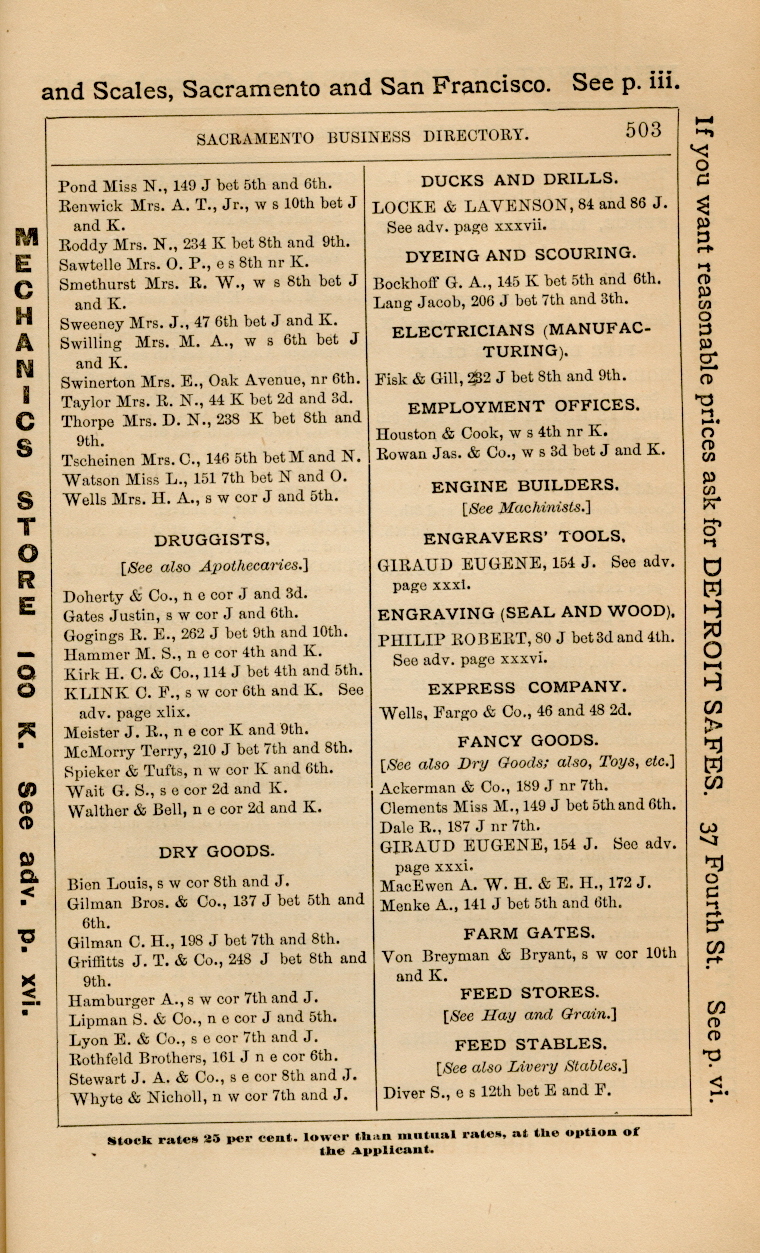 and Scales, Sacramento and San Francisco. See p. iii.
SACRAMENTO BUSINESS DIRECTORY. 503
Pond Miss N., 149 J bet 5th and 6th.
Renwick Mrs. A. T., Jr., w s 10th bet J
and K.
Roddy Mrs. N., 234 K bet 8th and 9th.
Sawtelle Mrs. O. P., e s 8th nr K.
Smethurst Mrs. R. W., w s 8th bet J
and K.
Sweeney Mrs. J., 47 6th bet J and K.
Swilling Mrs. M. A., w s 6th bet J
and K.
Swinerton Mrs. E., Oak Avenue, nr 6th.
Taylor Mrs. R. N., 44 K bet 2d and 3d.
Thorpe Mrs. D. N., 238 K bet 8th and
9th.
Tscheinen Mrs. C., 146 5th bet M and N.
Watson Miss L., 151 7th bet N and O.
Wells Mrs. H. A., s w cor J and 5th.
DRUGGISTS.
[See also Apothecaries.]
Doherty & Co., n e cor J and 3d.
Gates Justin, s w cor J and 6th.
Gogings R. E., 262 J bet 9th and 10th.
Hammer M. S., n e cor 4th and K.
Kirk H. C. & Co., 114 J bet 4th and 5th.
KLINK C. F., s w cor 6th and K. See
adv. page xlix.
Meister J. R., n e cor K and 9th.
McMorry Terry, 210 J bet 7th and 8th.
Spieker & Tufts, n w cor K and 6th.
Wait G. S., s e cor 2d and K.
Walther & Bell, n e cor 2d and K.
DRY GOODS.
Bien Louis, s w cor 8th and J.
Gilman Bros. & Co., 137 J bet 5th and
6th.
Gilman C. H., 198 J bet 7th and 8th.
Griffitts J. T. & Co., 248 J bet 8th and
9th.
Hamburger A., s w cor 7th and J.
Lipman S. & Co., n e cor J and 5th.
Lyon E. & Co., s e cor 7th and J.
Rothfeld Brothers, 161 J n e cor 6th.
Stewart J. A. & Co., s e cor 8th and J.
Whyte & Nicholl, n w cor 7th and J.
DUCKS AND DRILLS.
LOCKE & LAVENSON, 84 and 86 J.
See adv. page xxxvii.
DYEING AND SCOURING.
Bockhoff G. A., 145 K bet 5th and 6th.
Lang Jacob, 206 J bet 7th and 3th.
ELECTRICIANS (MANUFAC-
TURING).
Fisk & Gill, 232 J bet 8th and 9th.
EMPLOYMENT OFFICES.
Houston & Cook, w s 4th nr K.
Rowan Jas. & Co., w s 3d bet J and K.
ENGINE BUILDERS.
[See Machinists.]
ENGRAVERS' TOOLS.
GIRAUD EUGENE, 154 J. See adv.
page xxxi.
ENGRAVING (SEAL AND WOOD).
PHILIP ROBERT, 80 J bet 3d and 4th.
See adv. page xxxvi.
EXPRESS COMPANY.
Wells, Fargo & Co., 46 and 48 2d.
FANCY GOODS.
[See also Dry Goods; also, Toys, etc.]
Ackerman & Co., 189 J nr 7th.
Clements Miss M., 149 J bet 5th and 6th.
Dale R., 187 J nr 7th.
GIRAUD EUGENE, 154 J. See adv.
page xxxi.
MacEwen A. W. H. & E. H., 172 J.
Menke A., 141 J bet 5th and 6th.
FARM GATES.
Von Breyman & Bryant, s w cor 10th
and K.
FEED STORES.
[See Hay and Grain.]
FEED STABLES.
[See also Livery Stables.]
Diver S., e s 12th bet E and F.
MECHANICS STORE 100 K. See adv. p. xvi.
If you want reasonable prices ask for DETROIT SAFES. 37 Fourth St. See p. vi.
Stock rates 25 per cent. lower than mutual rates, at the option of
the Applicant.